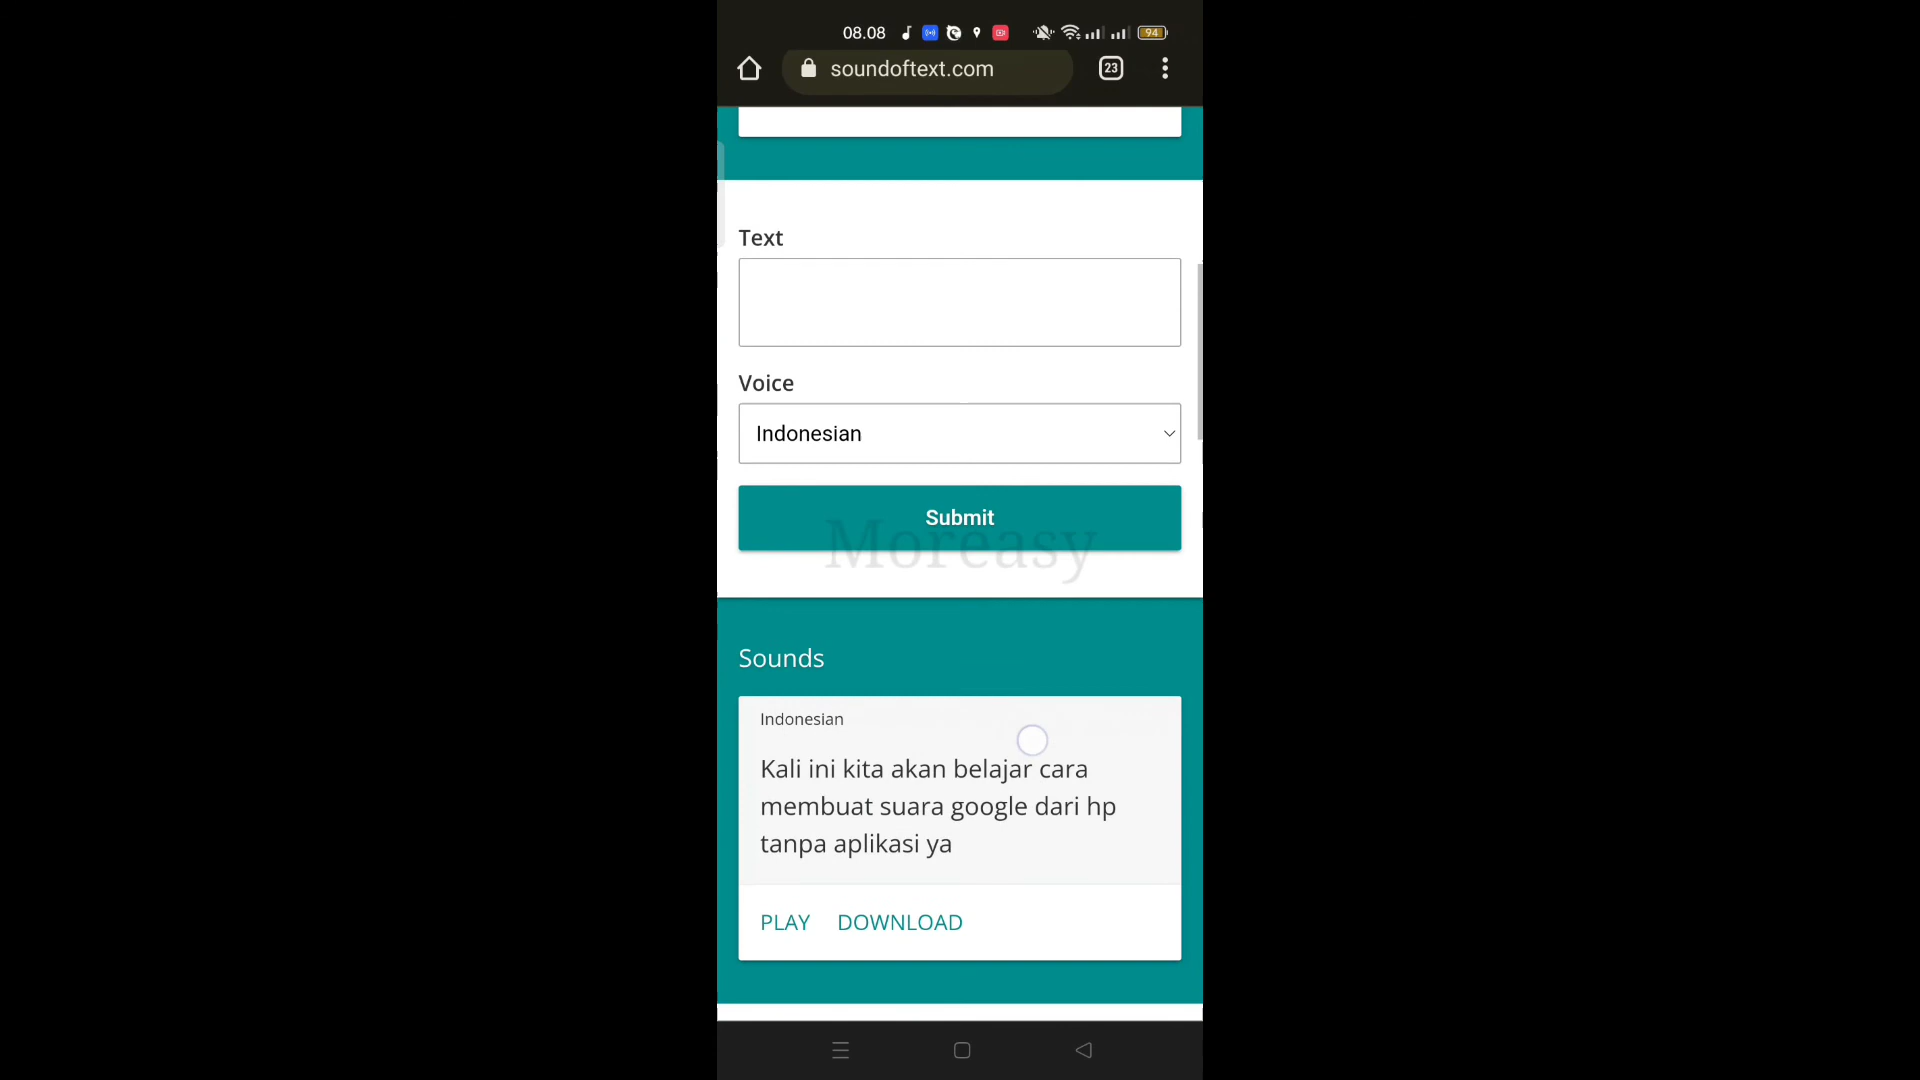 08.08
94
soundoftext.com
23
Text
Voice
Indonesian
Submit
Moreasy
Sounds
Indonesian
Kali ini kita akan belajar cara
membuat suara google dari hp
tanpa aplikasi ya
PLAY DOWNLOAD